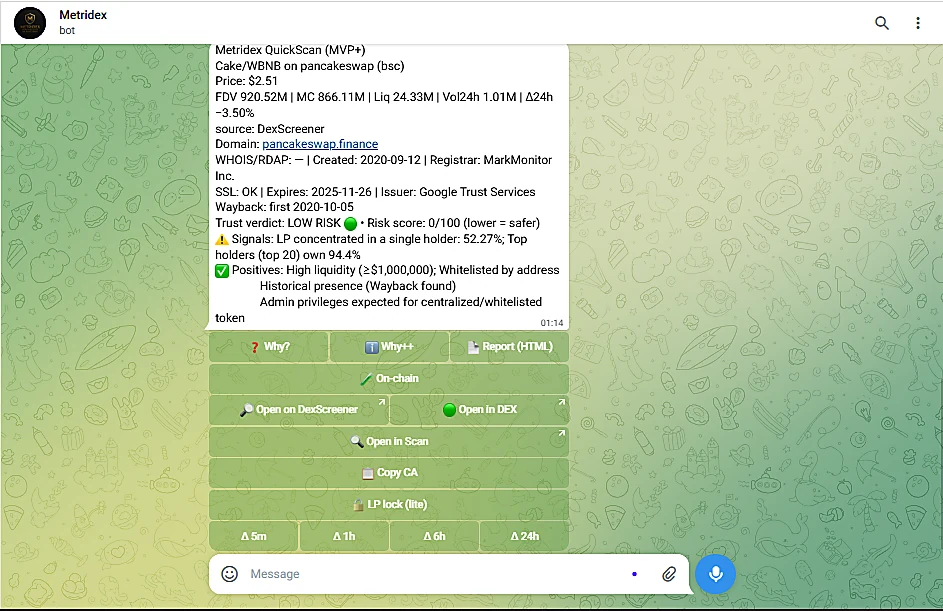 Metridex
bot
Metridex QuickScan (MVP+)
Cake/WBNB on pancakeswap (bsc)
Price: $2.51
FDV 920.52M | MC 866.11M | Liq 24.33M | Vol24h 1.01M | Δ24h
−3.50%
source: DexScreener
Domain: pancakeswap.finance
WHOIS/RDAP: — | Created: 2020-09-12 | Registrar: MarkMonitor
Inc.
SSL: OK | Expires: 2025-11-26 | Issuer: Google Trust Services
Wayback: first 2020-10-05
Trust verdict: LOW RISK 🟢 • Risk score: 0/100 (lower = safer)
⚠️ Signals: LP concentrated in a single holder: 52.27%; Top
holders (top 20) own 94.4%
✅ Positives: High liquidity (≥$1,000,000); Whitelisted by address
Historical presence (Wayback found)
Admin privileges expected for centralized/whitelisted
token
01:14
❓ Why?
ℹ️ Why++
Report (HTML)
On-chain
🔎 Open on DexScreener
🟢 Open in DEX
🔍 Open in Scan
📋 Copy CA
🔒 LP lock (lite)
Δ 5m
Δ 1h
Δ 6h
Δ 24h
Message